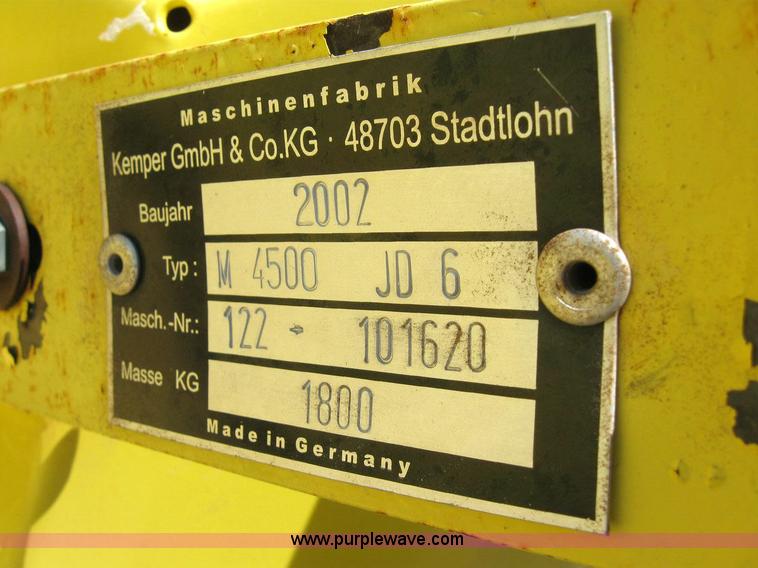 Maschinenfabrik
Kemper GmbH & Co.KG · 48703 Stadtlohn
Baujahr 2002
Typ: M 4500 JD 6
Masch.-Nr.: 122 - 101620
Masse KG 1800
Made in Germany
www.purplewave.com